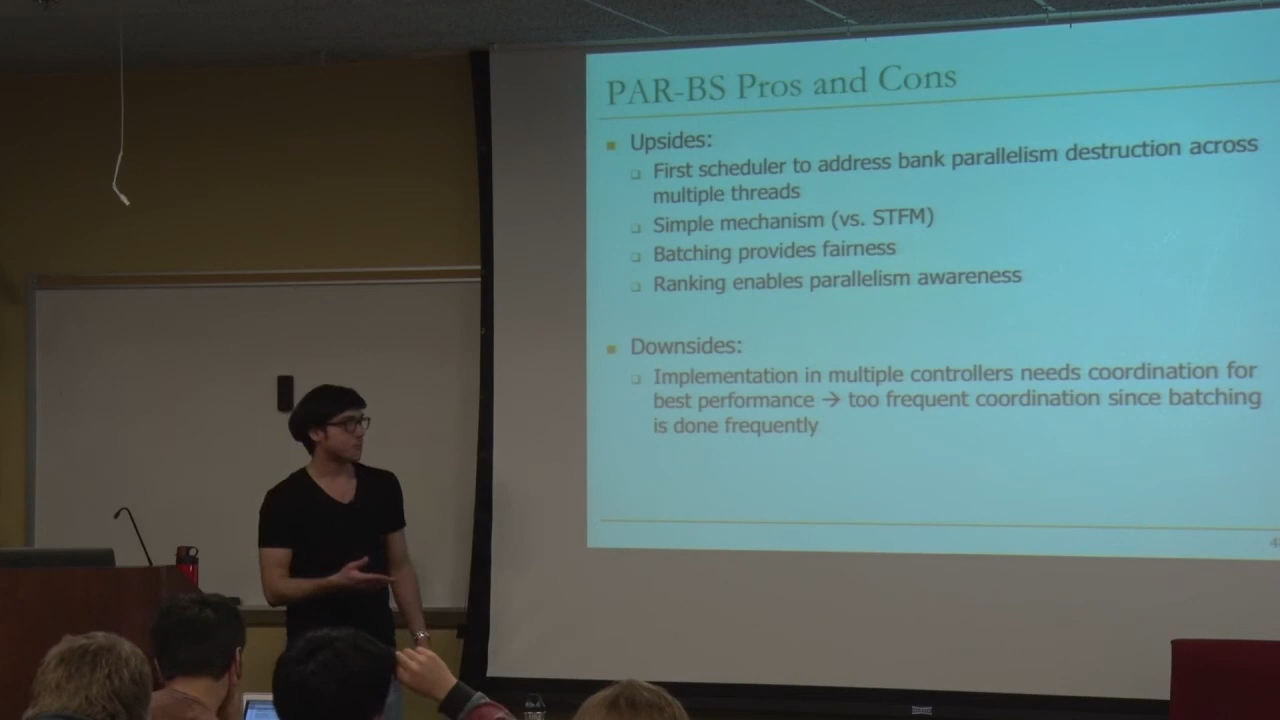 PAR-BS Pros and Cons
Upsides:
First scheduler to address bank parallelism destruction across
multiple threads
Simple mechanism (vs. STFM)
Batching provides fairness
Ranking enables parallelism awareness
Downsides:
Implementation in multiple controllers needs coordination for
best performance → too frequent coordination since batching
is done frequently